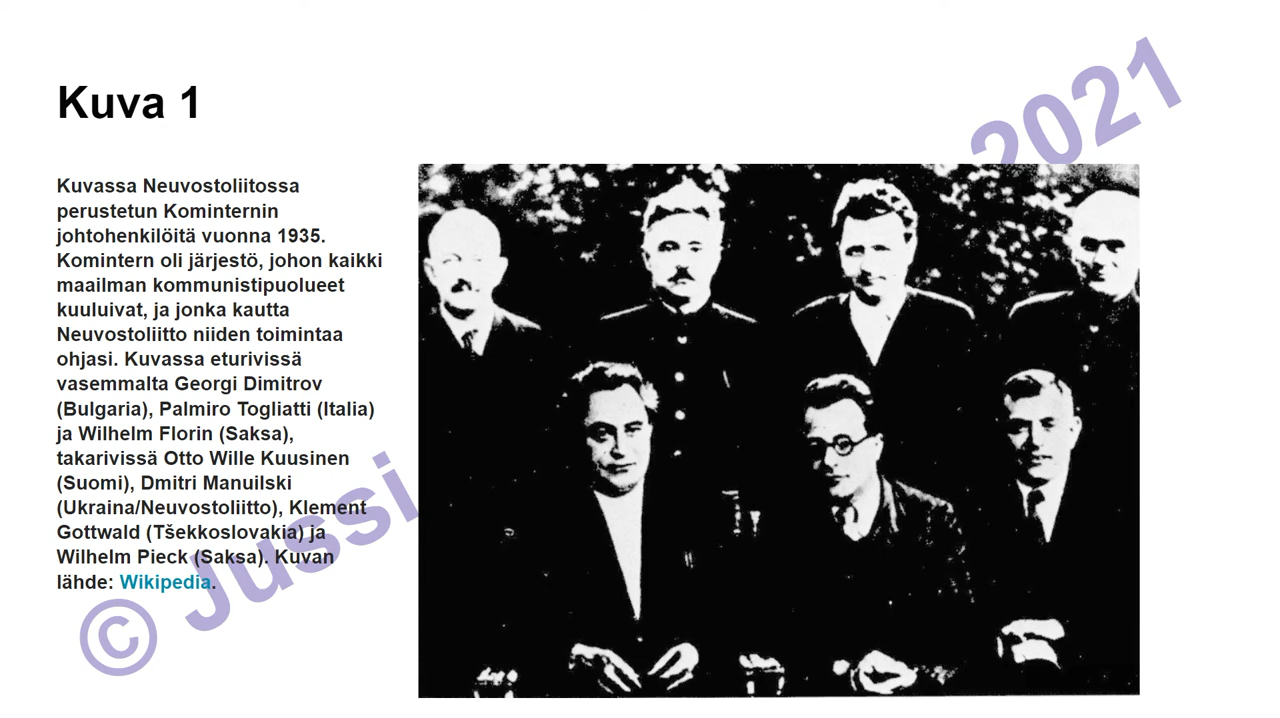 Kuva 1
Kuvassa Neuvostoliitossa
perustetun Kominternin
johtohenkilöitä vuonna 1935.
Komintern oli järjestö, johon kaikki
maailman kommunistipuolueet
kuuluivat, ja jonka kautta
Neuvostoliitto niiden toimintaa
ohjasi. Kuvassa eturivissä
vasemmalta Georgi Dimitrov
(Bulgaria), Palmiro Togliatti (Italia)
ja Wilhelm Florin (Saksa),
takarivissä Otto Wille Kuusinen
(Suomi), Dmitri Manuilski
(Ukraina/Neuvostoliitto), Klement
Gottwald (Tšekkoslovakia) ja
Wilhelm Pieck (Saksa). Kuvan
lähde: Wikipedia.
© Jussi 2021